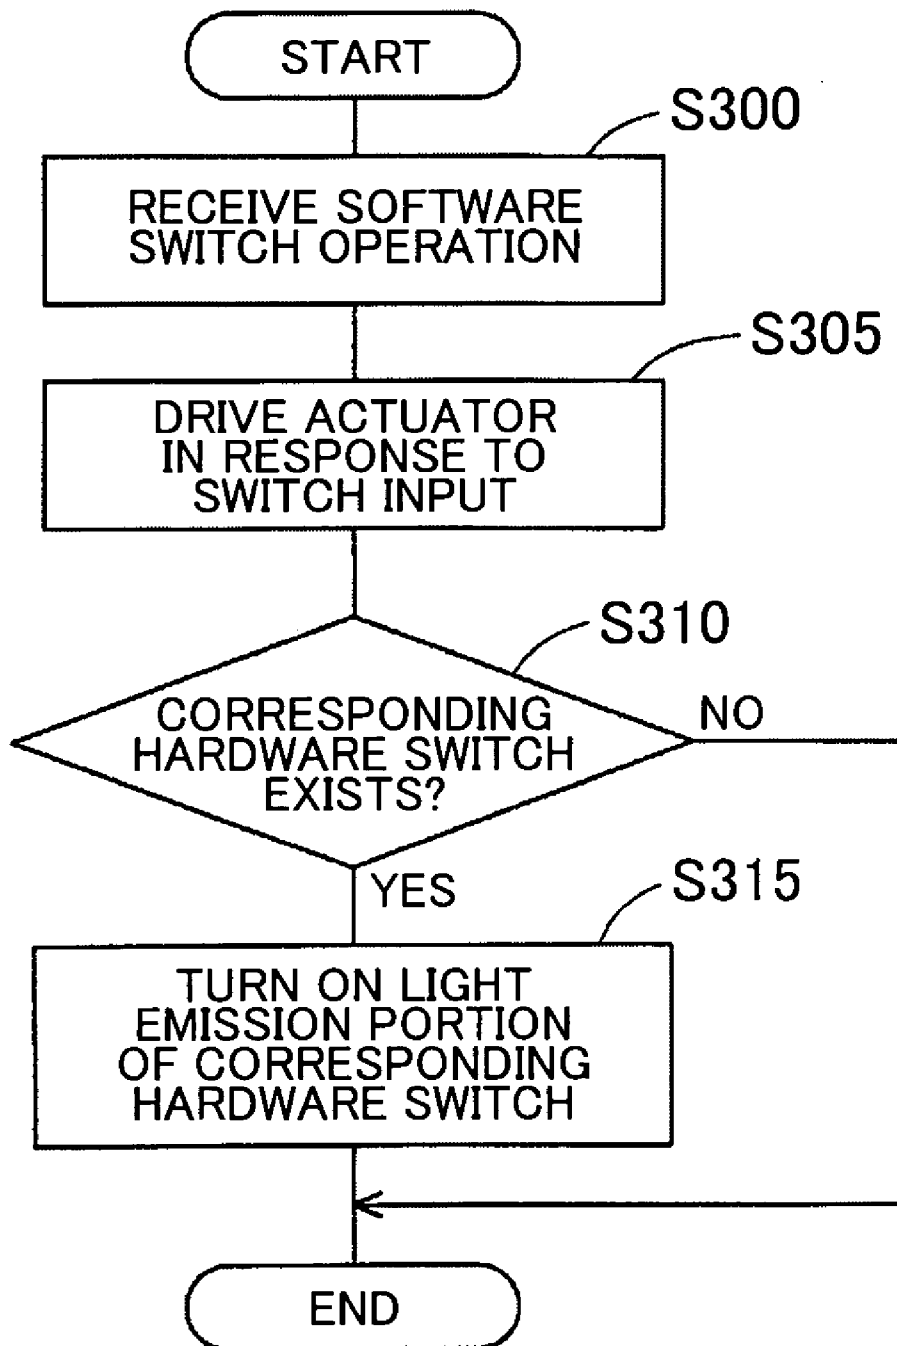 START
S300
RECEIVE SOFTWARE
SWITCH OPERATION
S305
DRIVE ACTUATOR
IN RESPONSE TO
SWITCH INPUT
S310
CORRESPONDING
HARDWARE SWITCH
EXISTS?
NO
YES
S315
TURN ON LIGHT
EMISSION PORTION
OF CORRESPONDING
HARDWARE SWITCH
END